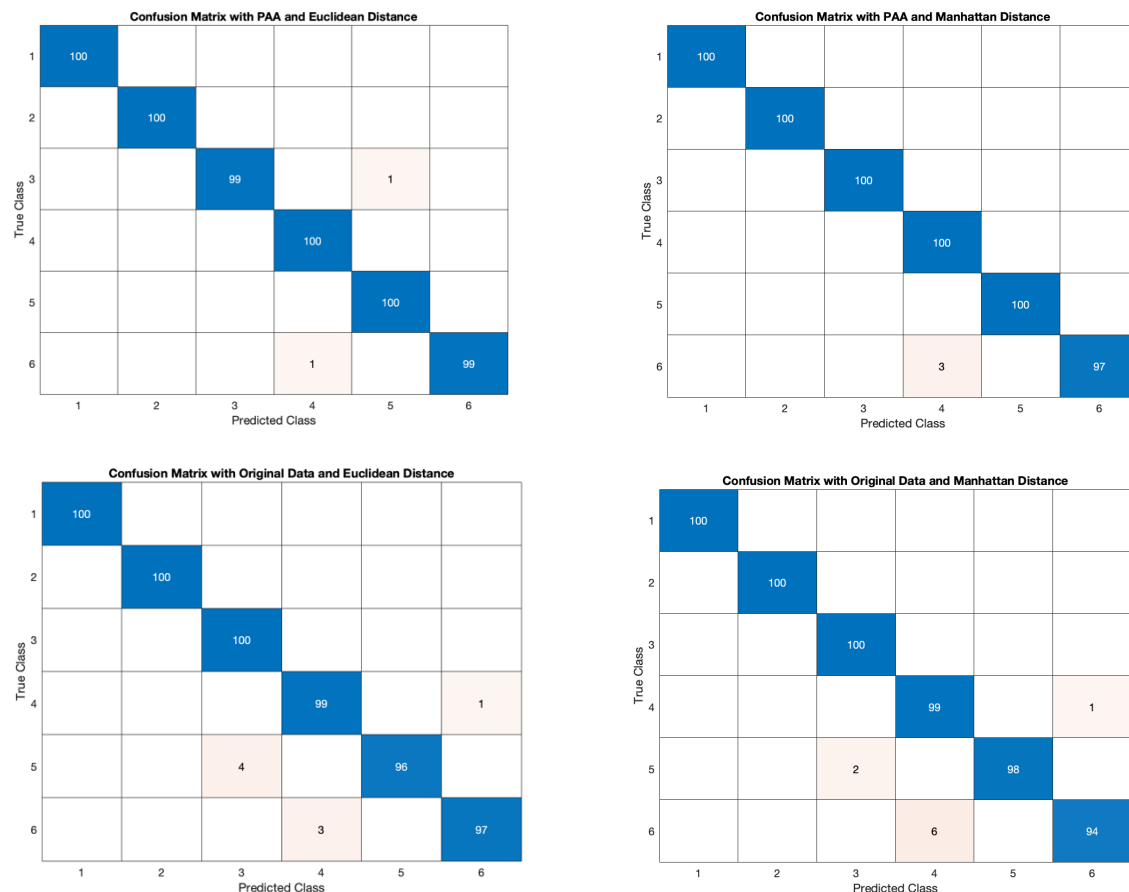 Confusion Matrix with PAA and Euclidean Distance
1 100
2 100
3 99 1
4 100
5 100
6 1 99
1 2 3 4 5 6
Predicted Class
True Class
Confusion Matrix with PAA and Manhattan Distance
1 100
2 100
3 100
4 100
5 100
6 3 97
1 2 3 4 5 6
Predicted Class
True Class
Confusion Matrix with Original Data and Euclidean Distance
1 100
2 100
3 100
4 99 1
5 4 96
6 3 97
1 2 3 4 5 6
Predicted Class
True Class
Confusion Matrix with Original Data and Manhattan Distance
1 100
2 100
3 100
4 99 1
5 2 98
6 6 94
1 2 3 4 5 6
Predicted Class
True Class